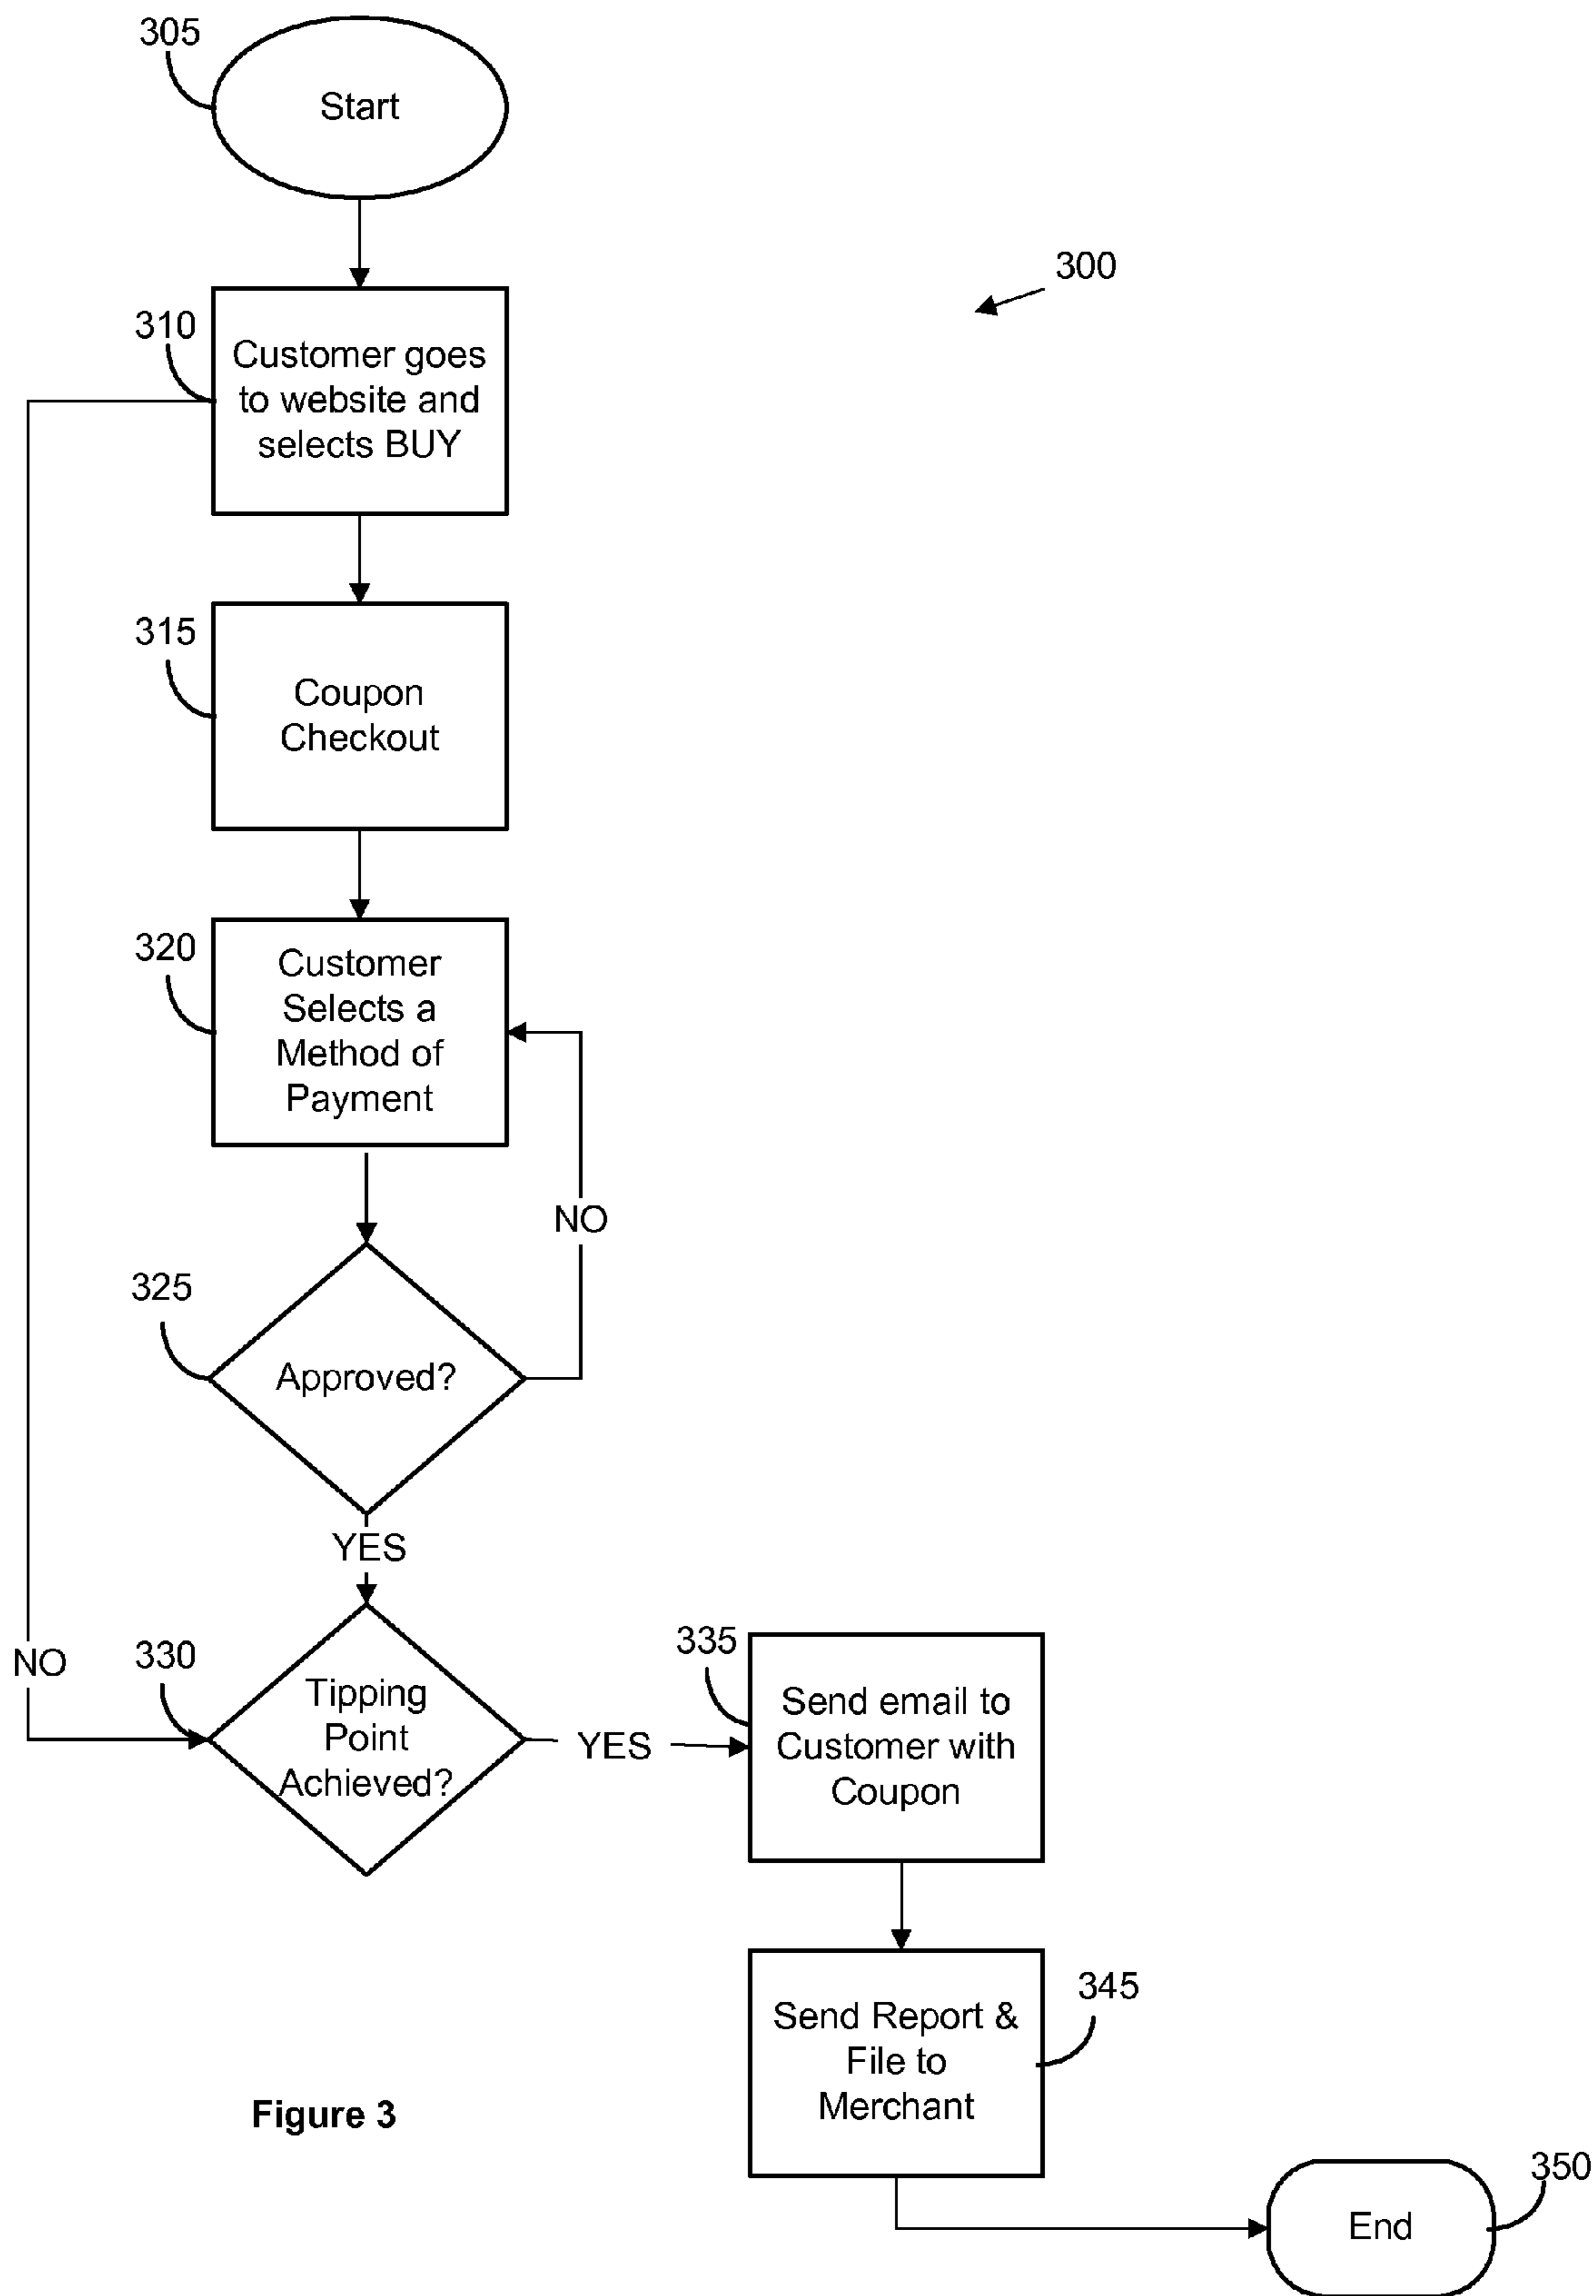 305
Start
300
310
Customer goes
to website and
selects BUY
315
Coupon
Checkout
320
Customer
Selects a
Method of
Payment
NO
325
Approved?
YES
NO
330
Tipping
Point
Achieved?
YES
335
Send email to
Customer with
Coupon
345
Send Report &
File to
Merchant
Figure 3
350
End